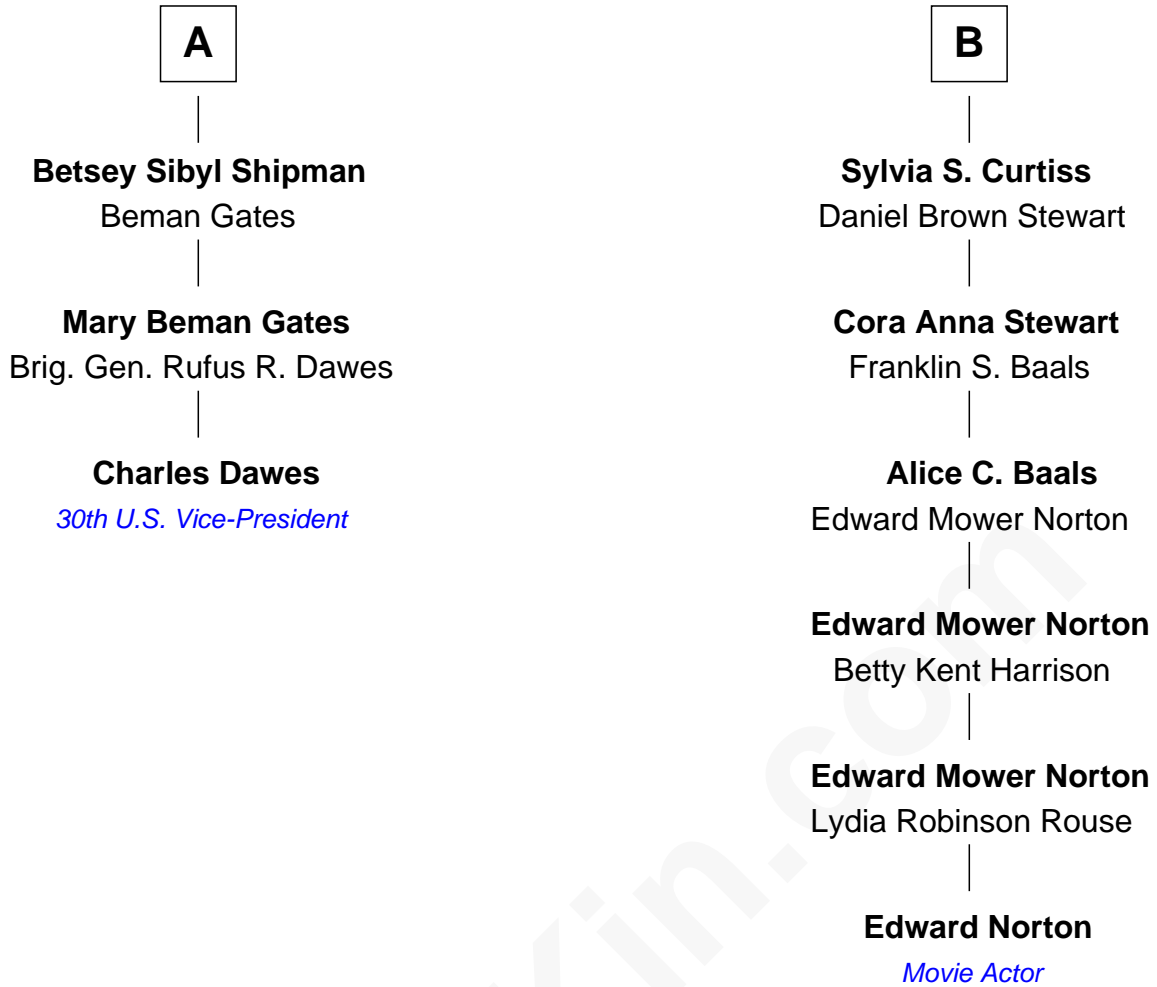 A
Betsey Sibyl Shipman
Beman Gates
Mary Beman Gates
Brig. Gen. Rufus R. Dawes
Charles Dawes
30th U.S. Vice-President
B
Sylvia S. Curtiss
Daniel Brown Stewart
Cora Anna Stewart
Franklin S. Baals
Alice C. Baals
Edward Mower Norton
Edward Mower Norton
Betty Kent Harrison
Edward Mower Norton
Lydia Robinson Rouse
Edward Norton
Movie Actor
Kin.com